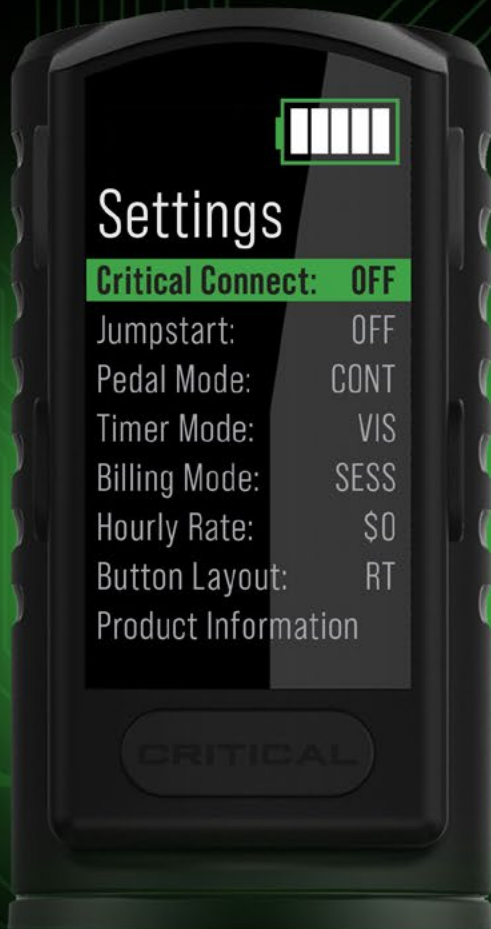 Settings
Critical Connect: OFF
Jumpstart: OFF
Pedal Mode: CONT
Timer Mode: VIS
Billing Mode: SESS
Hourly Rate: $0
Button Layout: RT
Product Information
CRITICAL